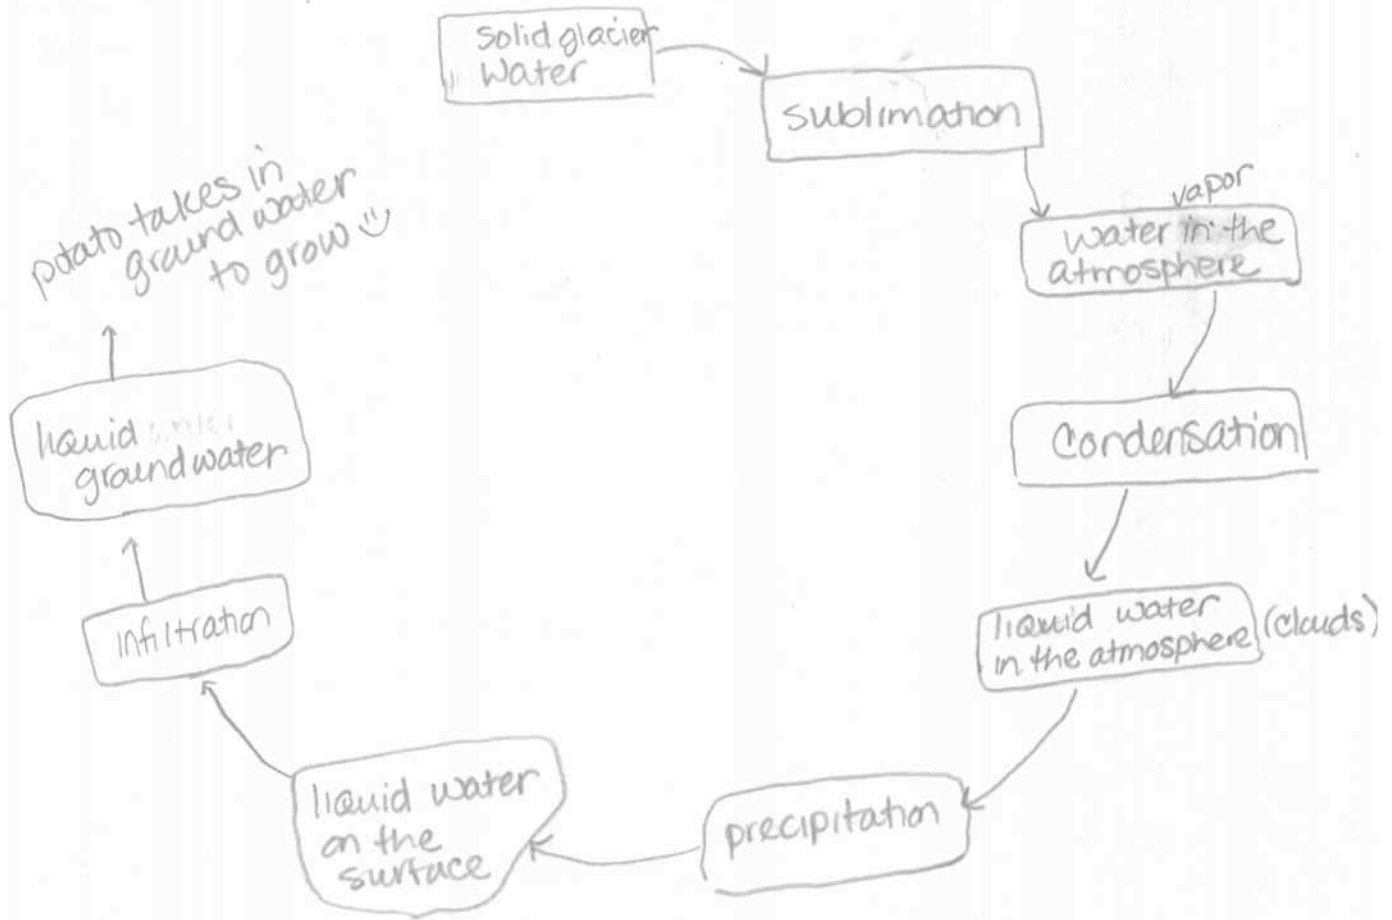 solid glacier
water
sublimation
vapor
water in the
atmosphere
condensation
liquid water
in the atmosphere (clouds)
precipitation
liquid water
on the
surface
infiltration
liquid
groundwater
potato takes in
ground water
to grow